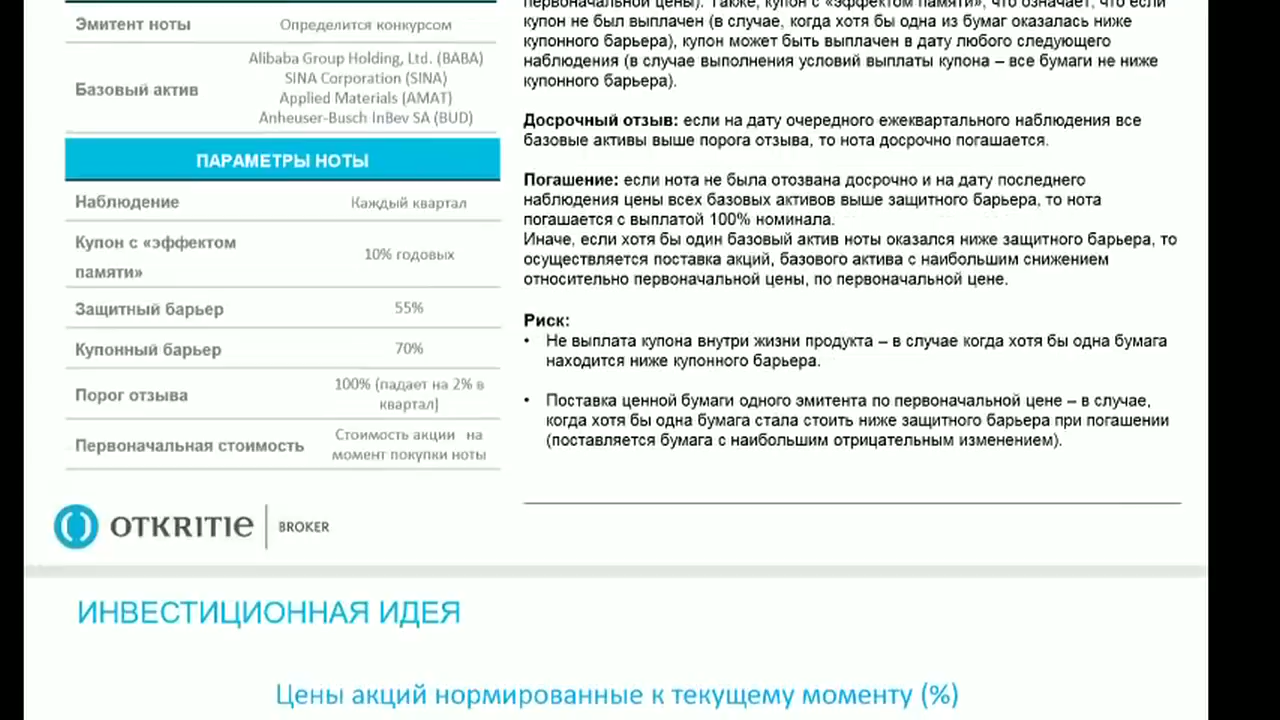 Эмитент ноты
Определится конкурсом
Базовый актив
Alibaba Group Holding, Ltd. (BABA)
SINA Corporation (SINA)
Applied Materials (AMAT)
Anheuser-Busch InBev SA (BUD)
ПАРАМЕТРЫ НОТЫ
Наблюдение
Каждый квартал
Купон с «эффектом
памяти»
10% годовых
Защитный барьер
55%
Купонный барьер
70%
Порог отзыва
100% (падает на 2% в
квартал)
Первоначальная стоимость
Стоимость акции на
момент покупки ноты
первоначальной цены). Также, купон с «эффектом памяти», что означает, что если
купон не был выплачен (в случае, когда хотя бы одна из бумаг оказалась ниже
купонного барьера), купон может быть выплачен в дату любого следующего
наблюдения (в случае выполнения условий выплаты купона – все бумаги не ниже
купонного барьера).
Досрочный отзыв: если на дату очередного ежеквартального наблюдения все
базовые активы выше порога отзыва, то нота досрочно погашается.
Погашение: если нота не была отозвана досрочно и на дату последнего
наблюдения цены всех базовых активов выше защитного барьера, то нота
погашается с выплатой 100% номинала.
Иначе, если хотя бы один базовый актив ноты оказался ниже защитного барьера, то
осуществляется поставка акций, базового актива с наибольшим снижением
относительно первоначальной цены, по первоначальной цене.
Риск:
• Не выплата купона внутри жизни продукта – в случае когда хотя бы одна бумага
находится ниже купонного барьера.
• Поставка ценной бумаги одного эмитента по первоначальной цене – в случае,
когда хотя бы одна бумага стала стоить ниже защитного барьера при погашении
(поставляется бумага с наибольшим отрицательным изменением).
OTKRITIE BROKER
ИНВЕСТИЦИОННАЯ ИДЕЯ
Цены акций нормированные к текущему моменту (%)